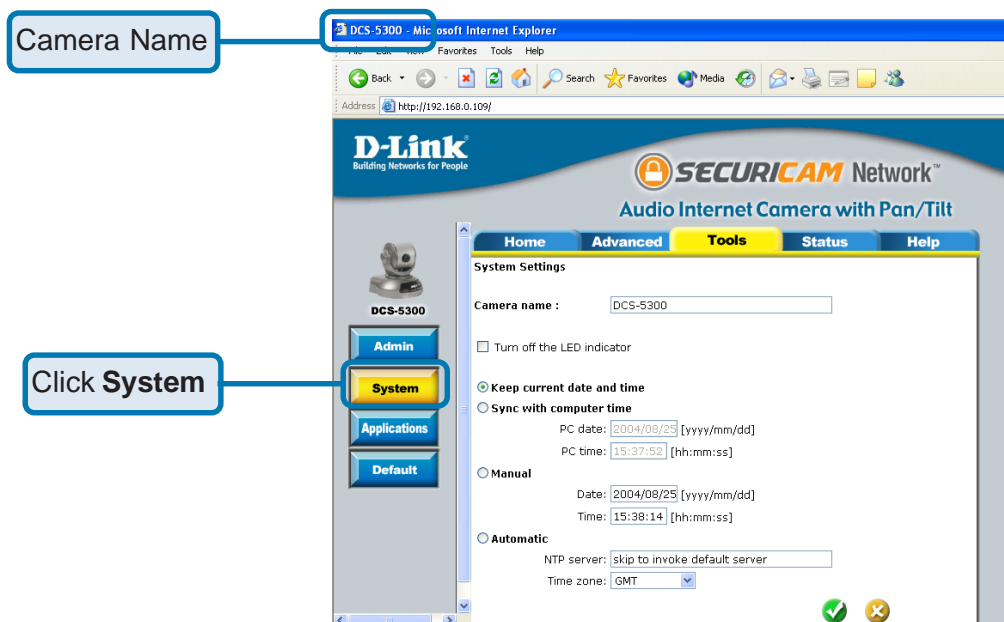 Camera Name
DCS-5300 - Microsoft Internet Explorer
File Edit View Favorites Tools Help
Back Search Favorites Media
Address http://192.168.0.109/
D-Link®
Building Networks for People
SECURICAM Network™
Audio Internet Camera with Pan/Tilt
Home Advanced Tools Status Help
System Settings
DCS-5300
Camera name : DCS-5300
Admin
Turn off the LED indicator
Click System
System
Keep current date and time
Sync with computer time
Applications
PC date: 2004/08/25 [yyyy/mm/dd]
PC time: 15:37:52 [hh:mm:ss]
Default
Manual
Date: 2004/08/25 [yyyy/mm/dd]
Time: 15:38:14 [hh:mm:ss]
Automatic
NTP server: skip to invoke default server
Time zone: GMT